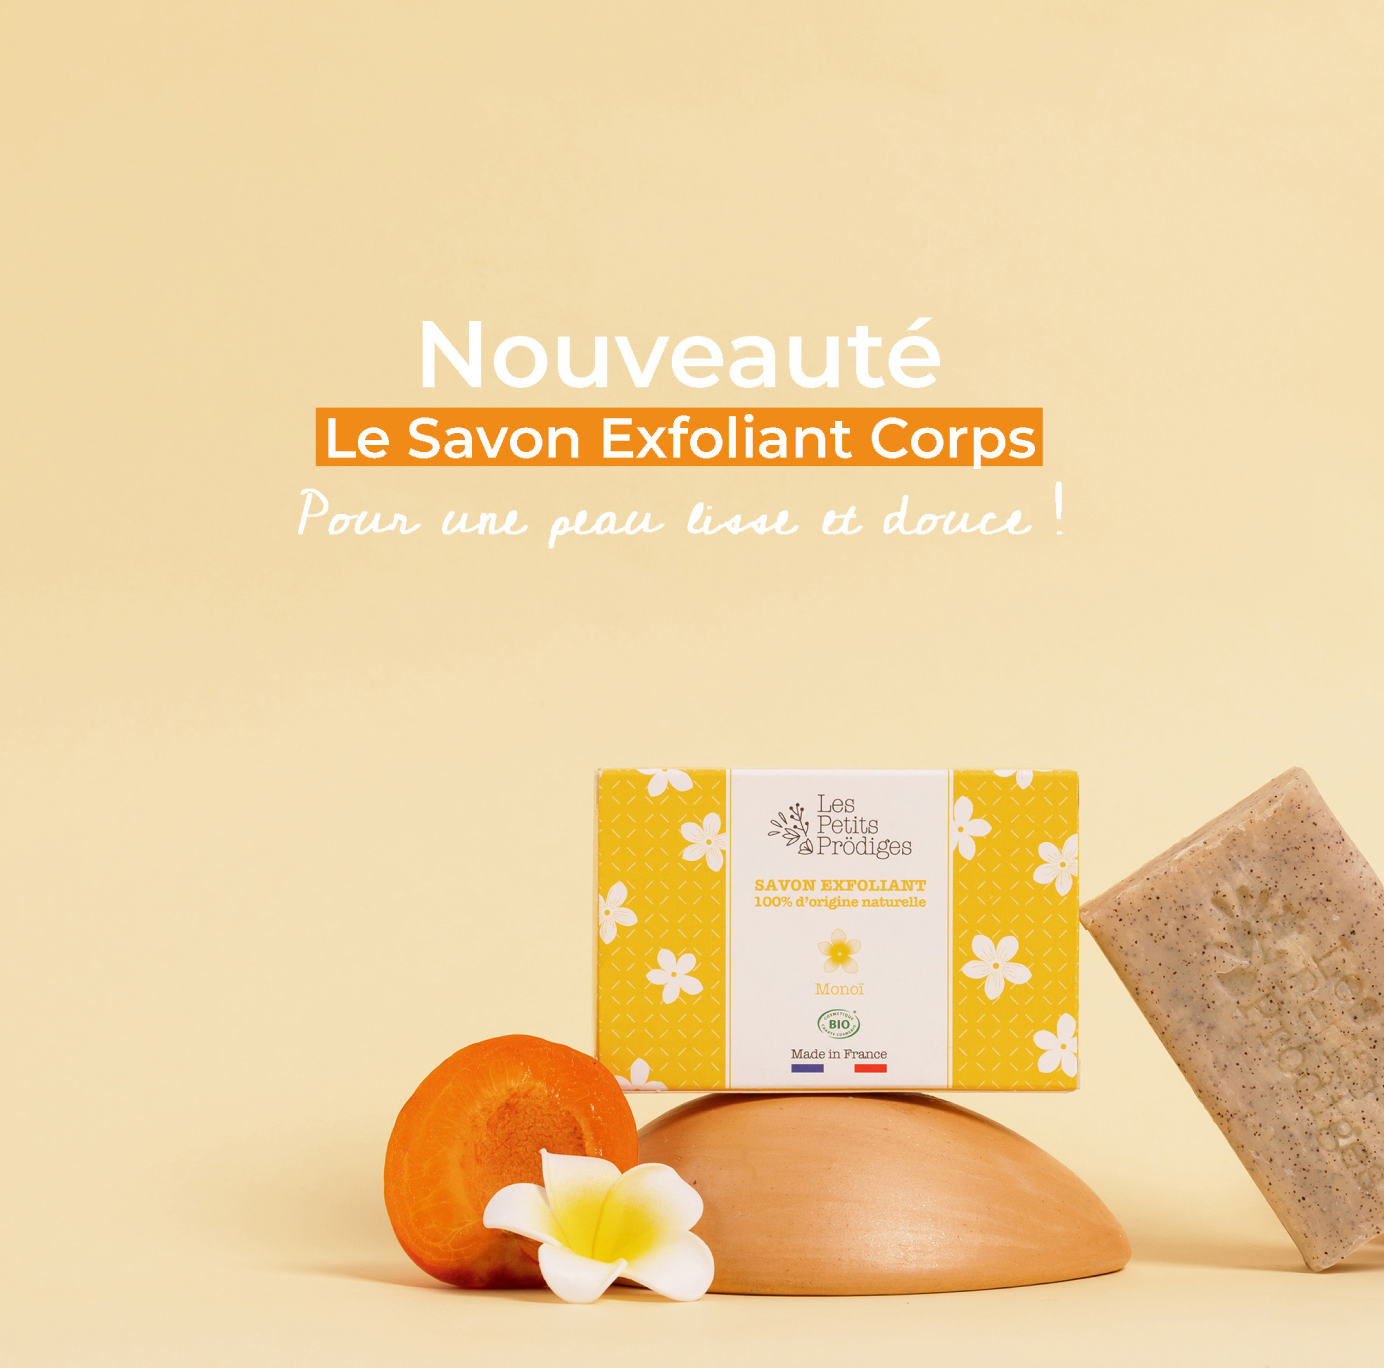 Nouveauté
Le Savon Exfoliant Corps
Pour une peau lisse et douce !
Les
Petits
Prödiges
SAVON EXFOLIANT
100% d'origine naturelle
Monoï
COSMETIQUE
BIO
Made in France